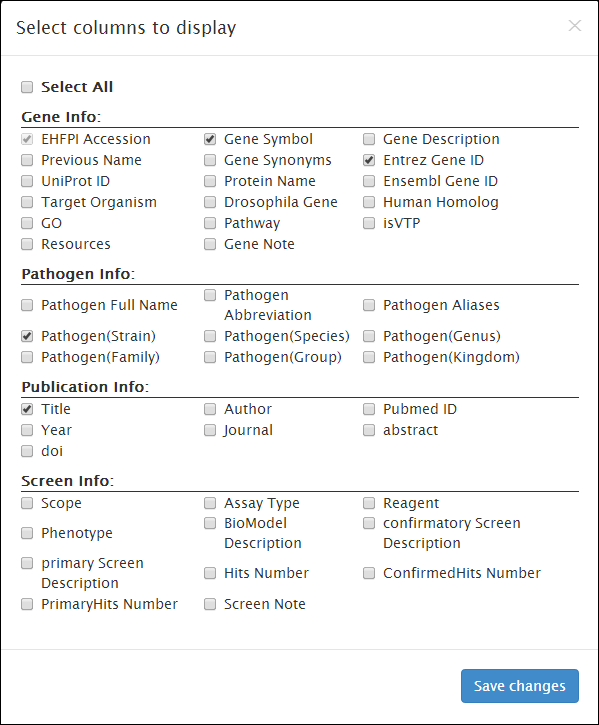 Select columns to display
Select All
Gene Info:
EHFPI Accession Gene Symbol Gene Description
Previous Name Gene Synonyms Entrez Gene ID
UniProt ID Protein Name Ensembl Gene ID
Target Organism Drosophila Gene Human Homolog
GO Pathway isVTP
Resources Gene Note
Pathogen Info:
Pathogen Full Name Pathogen Abbreviation Pathogen Aliases
Pathogen(Strain) Pathogen(Species) Pathogen(Genus)
Pathogen(Family) Pathogen(Group) Pathogen(Kingdom)
Publication Info:
Title Author Pubmed ID
Year Journal abstract
doi
Screen Info:
Scope Assay Type Reagent
Phenotype BioModel Description confirmatory Screen Description
primary Screen Description Hits Number ConfirmedHits Number
PrimaryHits Number Screen Note
Save changes